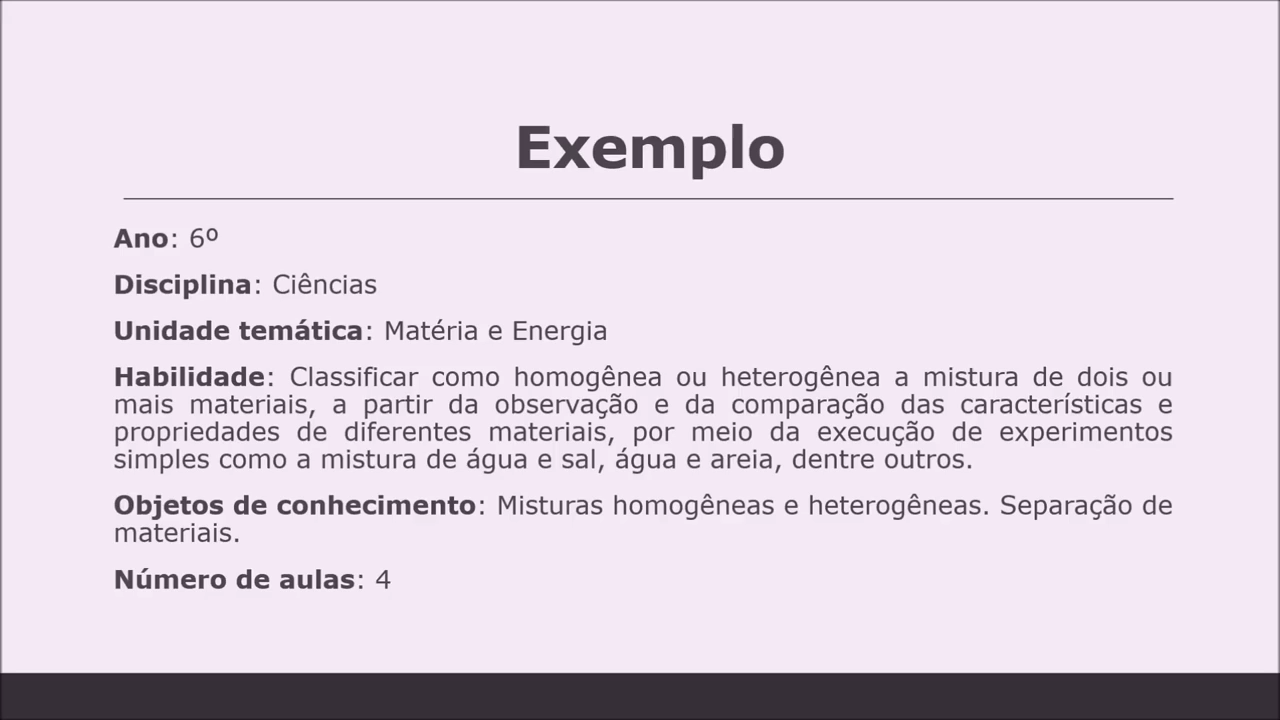 Exemplo
Ano: 6º
Disciplina: Ciências
Unidade temática: Matéria e Energia
Habilidade: Classificar como homogênea ou heterogênea a mistura de dois ou
mais materiais, a partir da observação e da comparação das características e
propriedades de diferentes materiais, por meio da execução de experimentos
simples como a mistura de água e sal, água e areia, dentre outros.
Objetos de conhecimento: Misturas homogêneas e heterogêneas. Separação de
materiais.
Número de aulas: 4